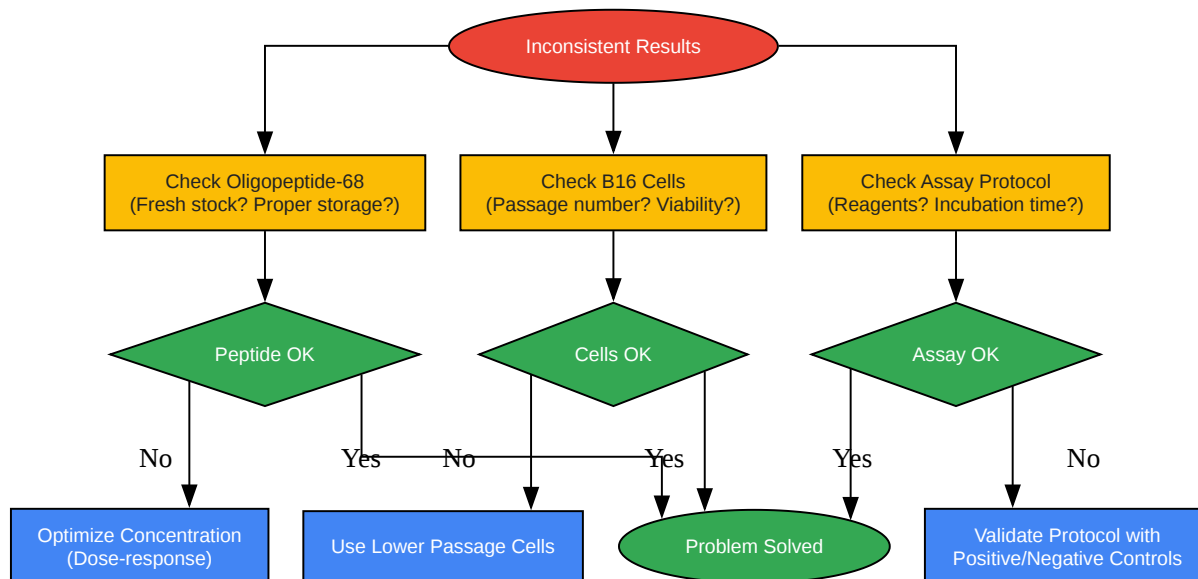 Inconsistent Results
Check Oligopeptide-68
(Fresh stock? Proper storage?)
Check B16 Cells
(Passage number? Viability?)
Check Assay Protocol
(Reagents? Incubation time?)
Peptide OK
Cells OK
Assay OK
No
Yes
No
Yes
Yes
No
Optimize Concentration
(Dose-response)
Use Lower Passage Cells
Problem Solved
Validate Protocol with
Positive/Negative Controls